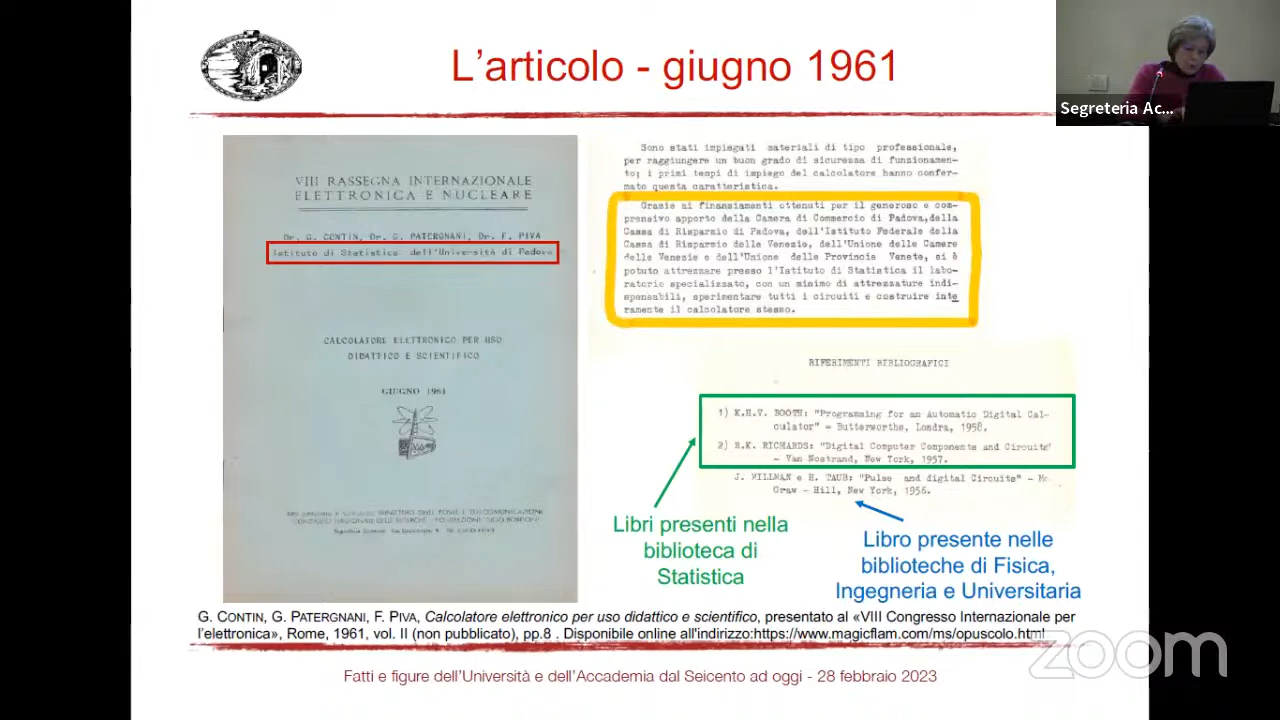 L'articolo - giugno 1961
Segreteria Ac...
VIII RASSEGNA INTERNAZIONALE
ELETTRONICA E NUCLEARE
Dr. G. CONTIN, Dr. G. PATERGNANI, Dr. F. PIVA
Istituto di Statistica dell'Università di Padova
CALCOLATORE ELETTRONICO PER USO
DIDATTICO E SCIENTIFICO
GIUGNO 1961
Sono stati impiegati materiali di tipo professionale,
per raggiungere un buon grado di sicurezza di funzionamen-
to; i primi tempi di impiego del calcolatore hanno confer-
mato questa caratteristica.
Grazie ai finanziamenti ottenuti per il generoso e com-
prensivo apporto della Camera di Commercio di Padova, della
Cassa di Risparmio di Padova, dell'Istituto Federale della
Cassa di Risparmio delle Venezie, dell'Unione delle Camere
delle Venezie e dell'Unione delle Provincie Venete, si è
potuto attrezzare presso l'Istituto di Statistica il labo-
ratorio specializzato, con un minimo di attrezzature indi-
spensabili, sperimentare tutti i circuiti e costruire inte
ramente il calcolatore stesso.
RIFERIMENTI BIBLIOGRAFICI
1) K.H.V. BOOTH: "Programing for an Automatic Digital Cal-
culator" - Butterworths, Londra, 1958.
2) R.K. RICHARDS: "Digital Computer Components and Circuits"
- Van Nostrand, New York, 1957.
J. MILLMAN e H. TAUB: "Pulse and digital Circuits" - Mc
Graw - Hill, New York, 1956.
Libri presenti nella
biblioteca di
Statistica
Libro presente nelle
biblioteche di Fisica,
Ingegneria e Universitaria
G. CONTIN, G. PATERGNANI, F. PIVA, Calcolatore elettronico per uso didattico e scientifico, presentato al «VIII Congresso Internazionale per
l'elettronica», Rome, 1961, vol. II (non pubblicato), pp.8 . Disponibile online all'indirizzo:https://www.magicflam.com/ms/opuscolo.html
zoom
Fatti e figure dell'Università e dell'Accademia dal Seicento ad oggi - 28 febbraio 2023